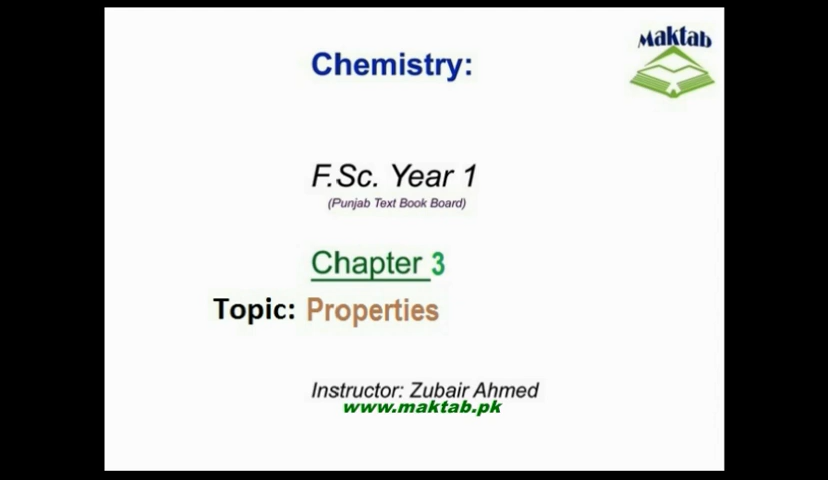 Maktab
Chemistry:
F.Sc. Year 1
(Punjab Text Book Board)
Chapter 3
Topic: Properties
Instructor: Zubair Ahmed
www.maktab.pk